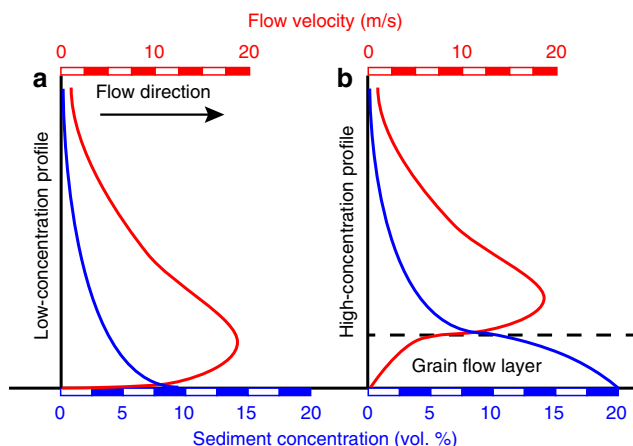 Flow velocity (m/s)
0 10 20 0 10 20
a b
Flow direction
Low-concentration profile
High-concentration profile
Grain flow layer
0 5 10 15 20 0 5 10 15 20
Sediment concentration (vol. %)